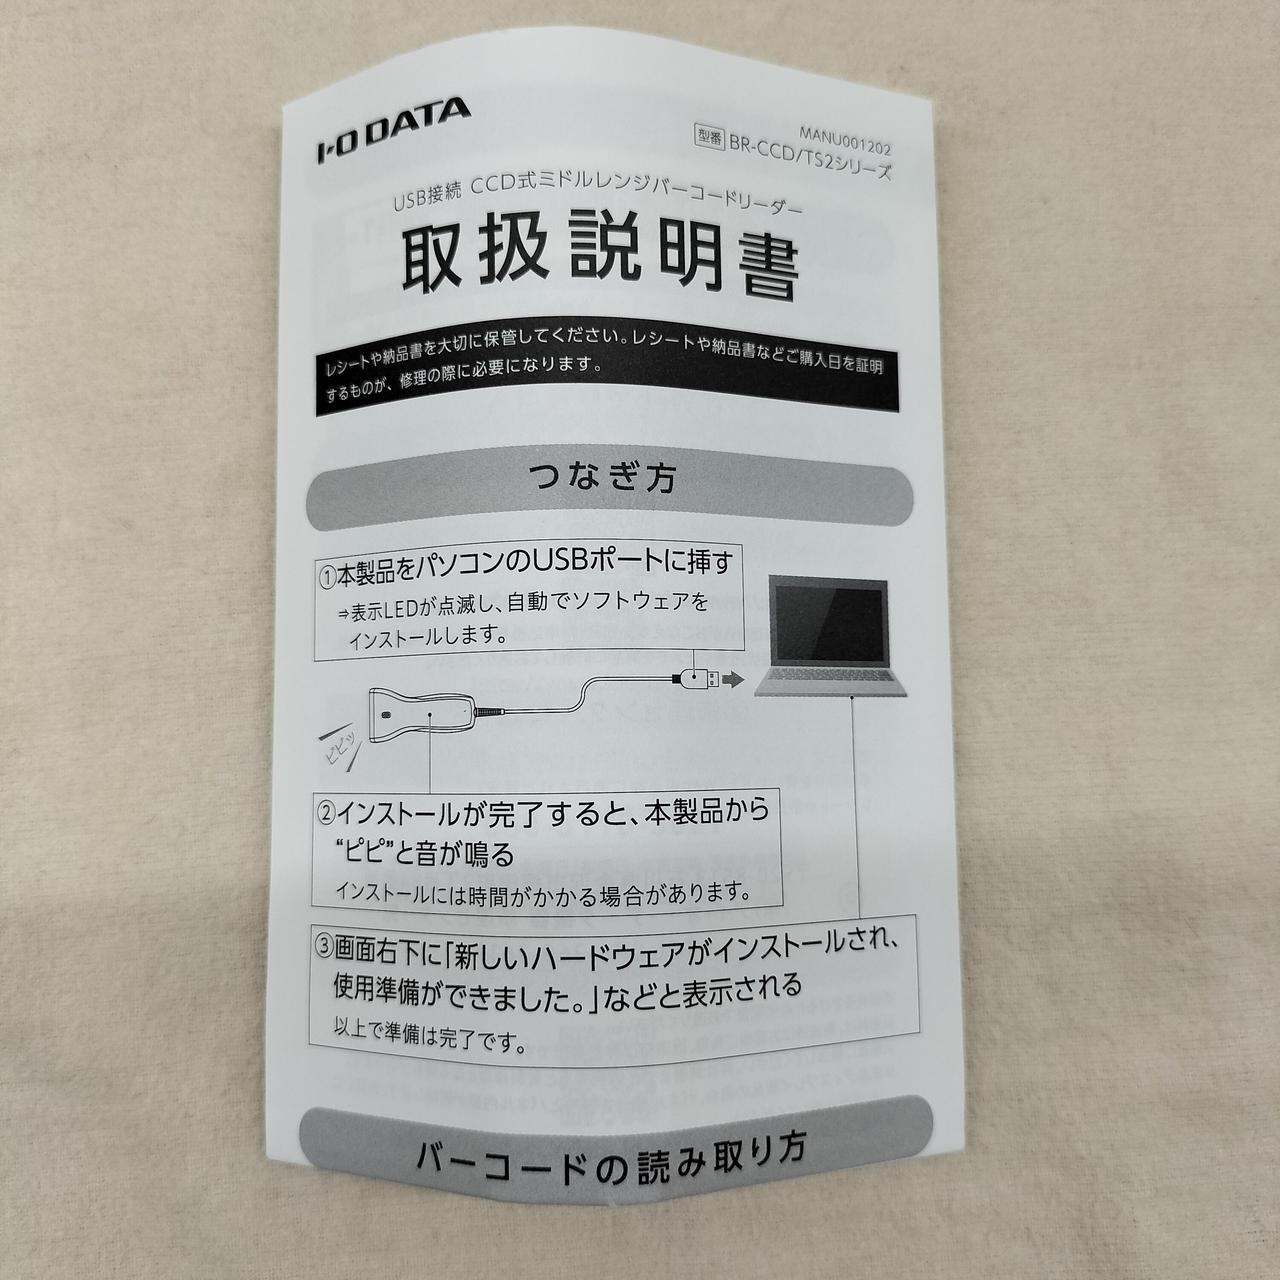 I-O DATA
MANU001202
型番 BR-CCD/TS2シリーズ
USB接続 CCD式ミドルレンジバーコードリーダー
取扱説明書
レシートや納品書を大切に保管してください。レシートや納品書などご購入日を証明
するものが、修理の際に必要になります。
つなぎ方
①本製品をパソコンのUSBポートに挿す
⇒表示LEDが点滅し、自動でソフトウェアを
インストールします。
ピピッ
②インストールが完了すると、本製品から
“ピピ”と音が鳴る
インストールには時間がかかる場合があります。
③画面右下に「新しいハードウェアがインストールされ、
使用準備ができました。」などと表示される
以上で準備は完了です。
バーコードの読み取り方